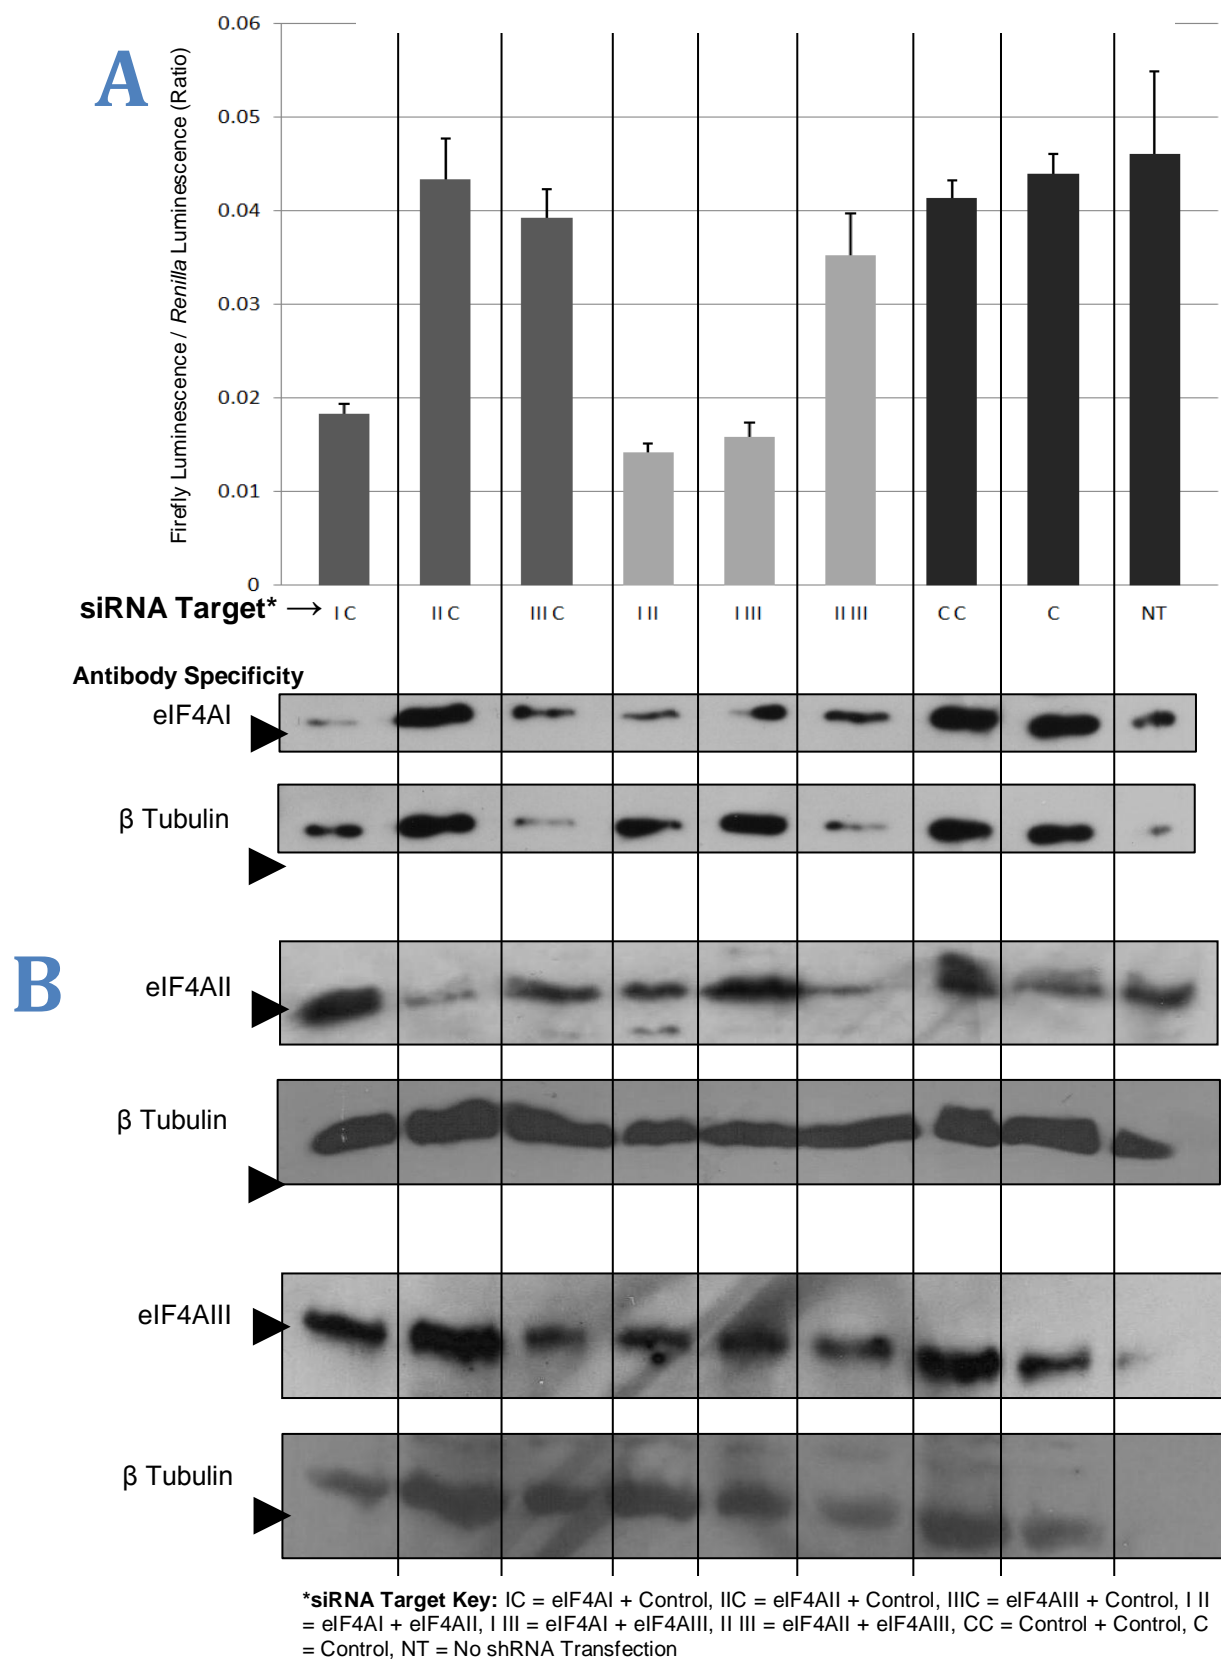 A
Firefly Luminescence / Renilla Luminescence (Ratio)
0.06
0.05
0.04
0.03
0.02
0.01
0
siRNA Target* → I C II C III C I II I III II III C C C NT
Antibody Specificity
eIF4AI
β Tubulin
B
eIF4AII
β Tubulin
eIF4AIII
β Tubulin
*siRNA Target Key: IC = eIF4AI + Control, IIC = eIF4AII + Control, IIIC = eIF4AIII + Control, I II
= eIF4AI + eIF4AII, I III = eIF4AI + eIF4AIII, II III = eIF4AII + eIF4AIII, CC = Control + Control, C
= Control, NT = No shRNA Transfection